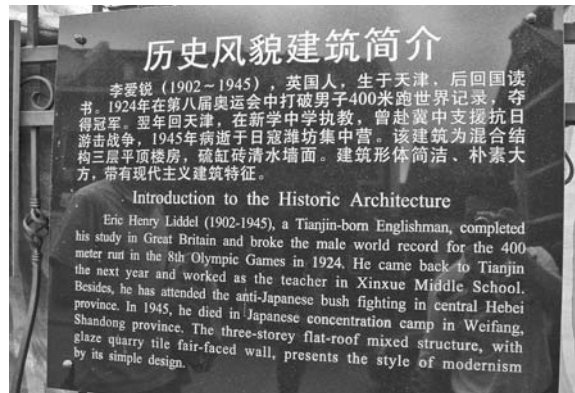 历史风貌建筑简介
李爱锐（1902～1945），英国人，生于天津，后回国读
书。1924年在第八届奥运会中打破男子400米跑世界记录，夺
得冠军。翌年回天津，在新学中学执教，曾赴冀中支援抗日
游击战争，1945年病逝于日寇潍坊集中营。该建筑为混合结
构三层平顶楼房，硫缸砖清水墙面。建筑形体简洁、朴素大
方，带有现代主义建筑特征。
Introduction to the Historic Architecture
Eric Henry Liddel (1902-1945), a Tianjin-born Englishman, completed
his study in Great Britain and broke the male world record for the 400
meter run in the 8th Olympic Games in 1924. He came back to Tianjin
the next year and worked as the teacher in Xinxue Middle School.
Besides, he has attended the anti-Japanese bush fighting in central Hebei
province. In 1945, he died in Japanese concentration camp in Weifang,
Shandong province. The three-storey flat-roof mixed structure, with
glaze quarry tile fair-faced wall, presents the style of modernism
by its simple design.